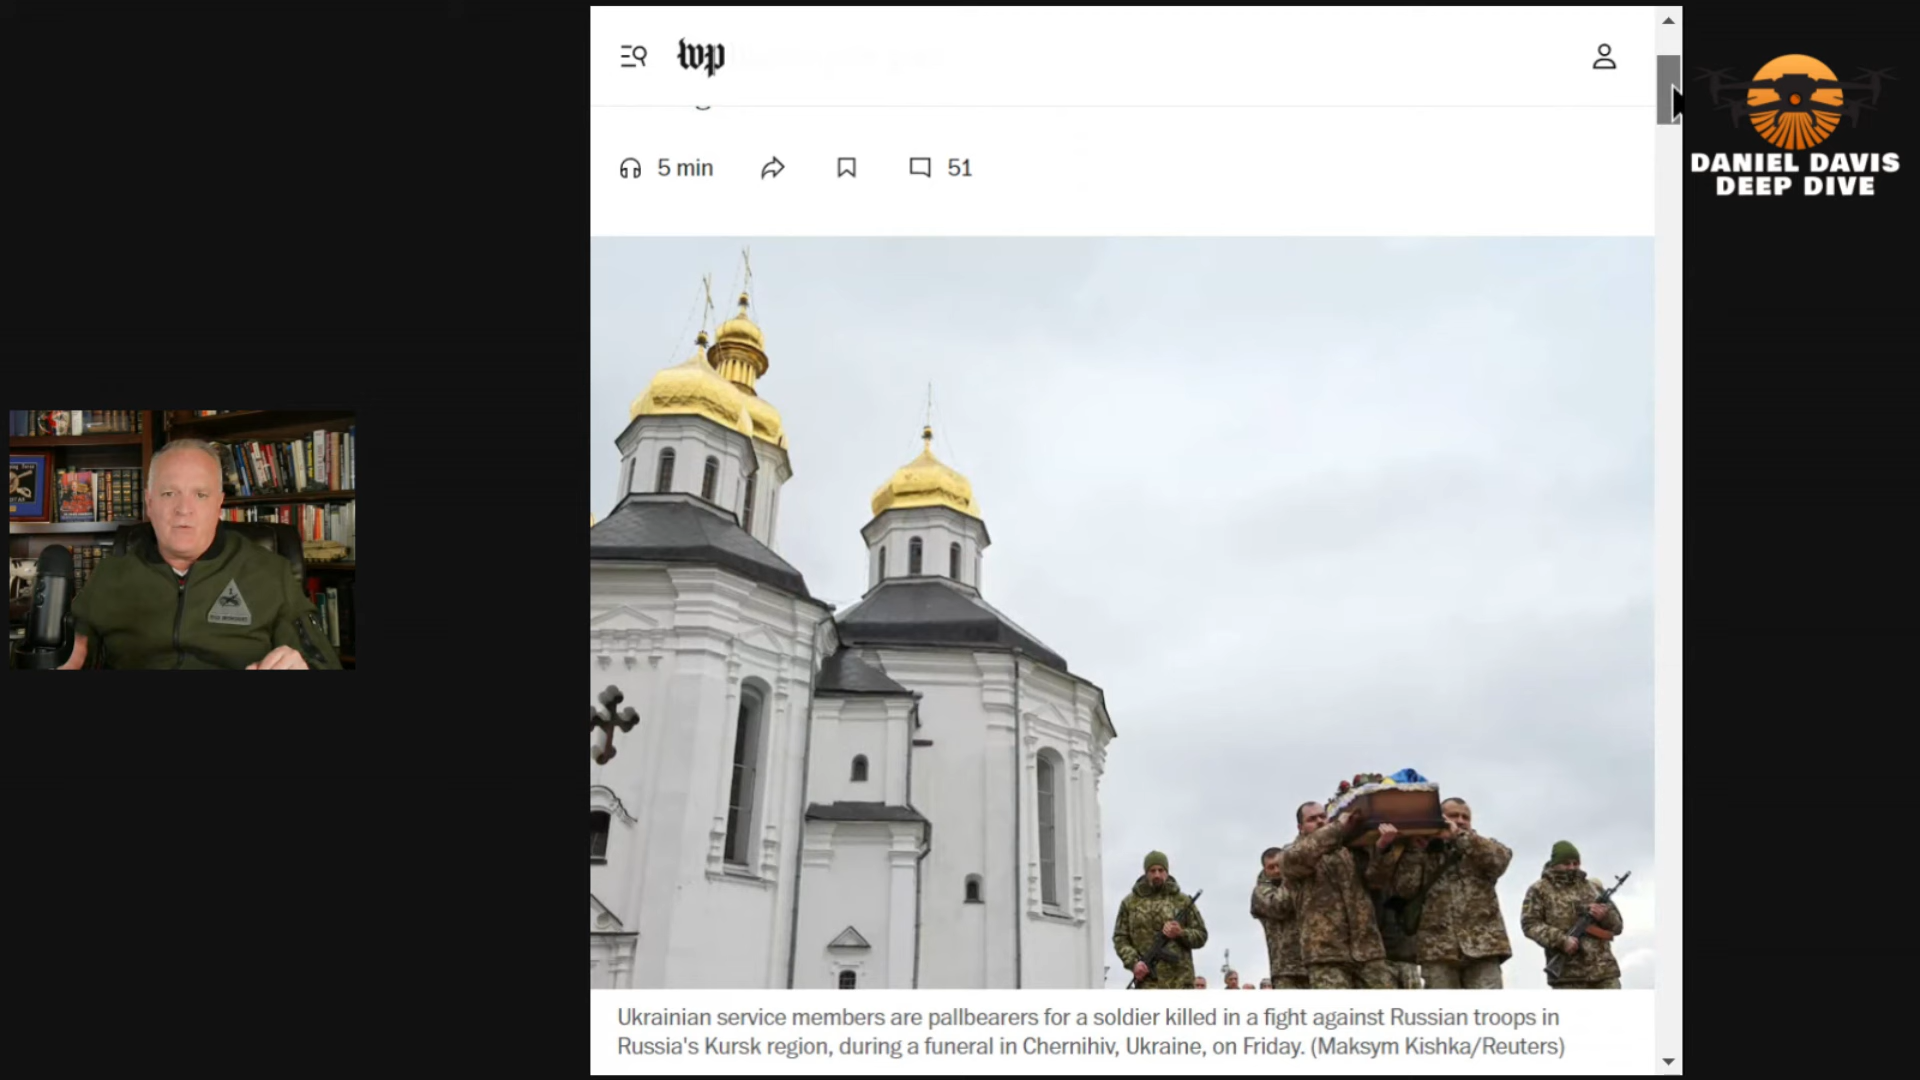 wp
5 min
51
DANIEL DAVIS
DEEP DIVE
Ukrainian service members are pallbearers for a soldier killed in a fight against Russian troops in
Russia's Kursk region, during a funeral in Chernihiv, Ukraine, on Friday. (Maksym Kishka/Reuters)